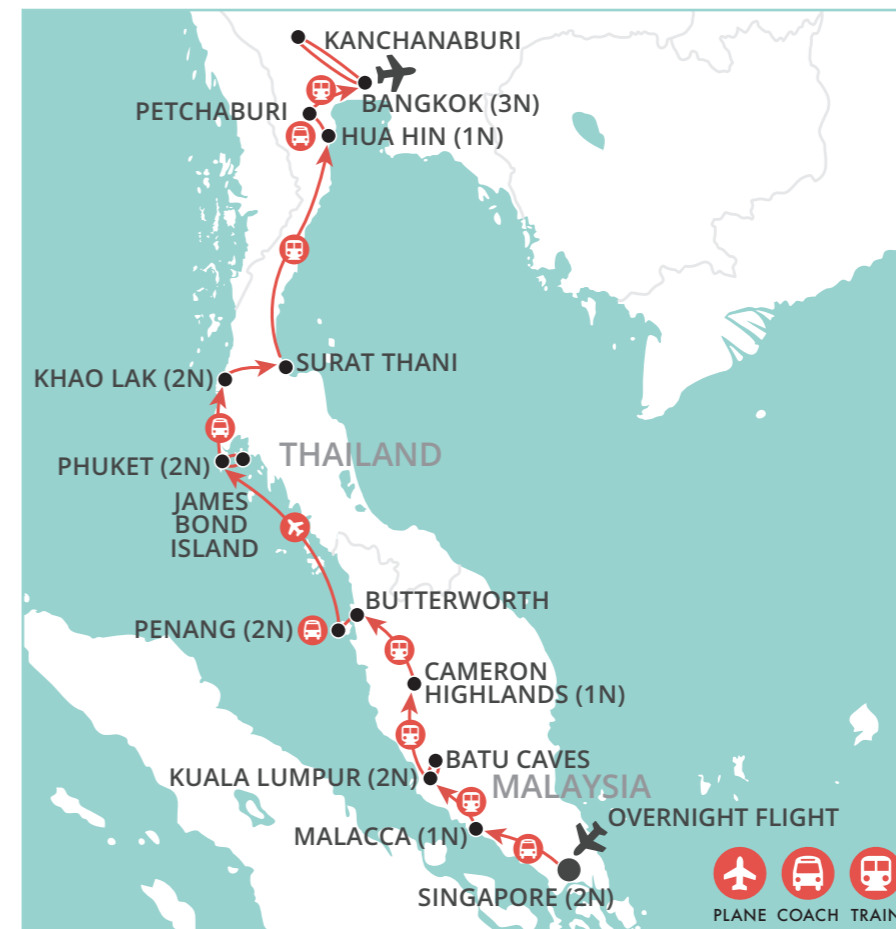 KANCHANABURI
BANGKOK (3N)
PETCHABURI
HUA HIN (1N)
SURAT THANI
KHAO LAK (2N)
THAILAND
PHUKET (2N)
JAMES
BOND
ISLAND
BUTTERWORTH
PENANG (2N)
CAMERON
HIGHLANDS (1N)
BATU CAVES
KUALA LUMPUR (2N)
MALAYSIA
OVERNIGHT FLIGHT
MALACCA (1N)
SINGAPORE (2N)
PLANE COACH TRAIN